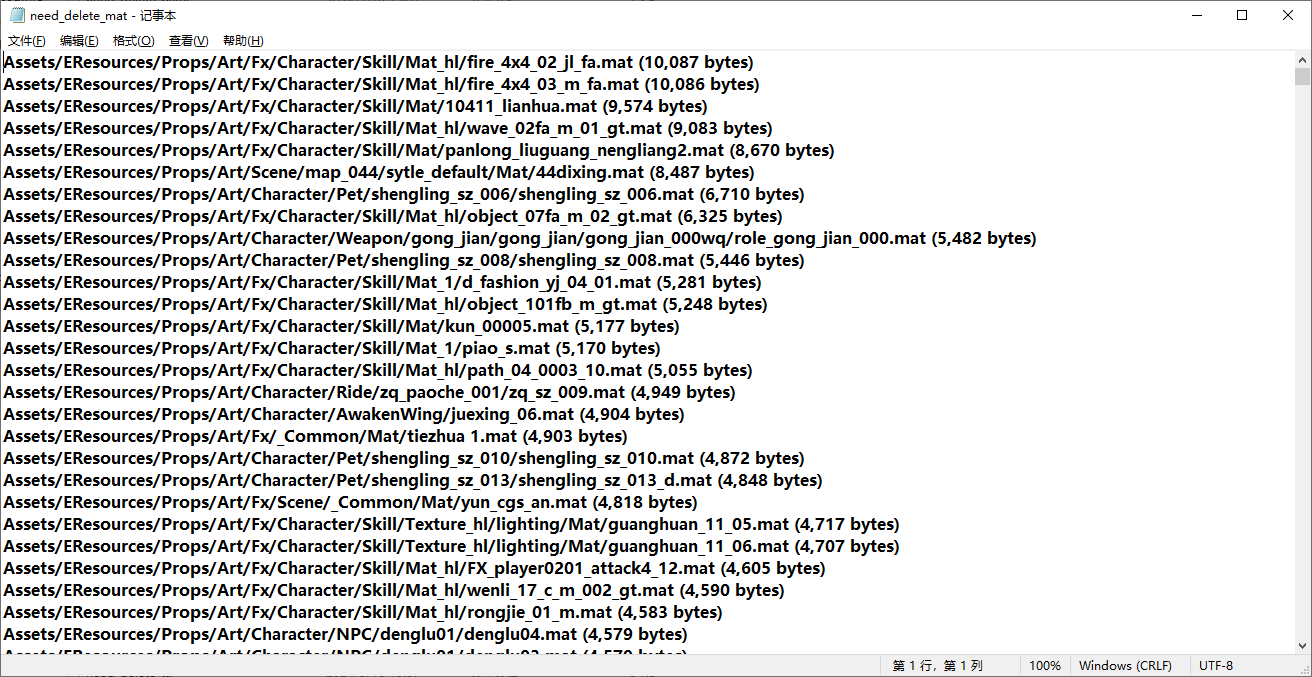 need_delete_mat - 记事本
文件(F) 编辑(E) 格式(O) 查看(V) 帮助(H)
Assets/EResources/Props/Art/Fx/Character/Skill/Mat_hl/fire_4x4_02_jl_fa.mat (10,087 bytes)
Assets/EResources/Props/Art/Fx/Character/Skill/Mat_hl/fire_4x4_03_m_fa.mat (10,086 bytes)
Assets/EResources/Props/Art/Fx/Character/Skill/Mat/10411_lianhua.mat (9,574 bytes)
Assets/EResources/Props/Art/Fx/Character/Skill/Mat_hl/wave_02fa_m_01_gt.mat (9,083 bytes)
Assets/EResources/Props/Art/Fx/Character/Skill/Mat/panlong_liuguang_nengliang2.mat (8,670 bytes)
Assets/EResources/Props/Art/Scene/map_044/sytle_default/Mat/44dixing.mat (8,487 bytes)
Assets/EResources/Props/Art/Character/Pet/shengling_sz_006/shengling_sz_006.mat (6,710 bytes)
Assets/EResources/Props/Art/Fx/Character/Skill/Mat_hl/object_07fa_m_02_gt.mat (6,325 bytes)
Assets/EResources/Props/Art/Character/Weapon/gong_jian/gong_jian/gong_jian_000wq/role_gong_jian_000.mat (5,482 bytes)
Assets/EResources/Props/Art/Character/Pet/shengling_sz_008/shengling_sz_008.mat (5,446 bytes)
Assets/EResources/Props/Art/Fx/Character/Skill/Mat_1/d_fashion_yj_04_01.mat (5,281 bytes)
Assets/EResources/Props/Art/Fx/Character/Skill/Mat_hl/object_101fb_m_gt.mat (5,248 bytes)
Assets/EResources/Props/Art/Fx/Character/Skill/Mat/kun_00005.mat (5,177 bytes)
Assets/EResources/Props/Art/Fx/Character/Skill/Mat_1/piao_s.mat (5,170 bytes)
Assets/EResources/Props/Art/Fx/Character/Skill/Mat_hl/path_04_0003_10.mat (5,055 bytes)
Assets/EResources/Props/Art/Character/Ride/zq_paoche_001/zq_sz_009.mat (4,949 bytes)
Assets/EResources/Props/Art/Character/AwakenWing/juexing_06.mat (4,904 bytes)
Assets/EResources/Props/Art/Fx/_Common/Mat/tiezhua 1.mat (4,903 bytes)
Assets/EResources/Props/Art/Character/Pet/shengling_sz_010/shengling_sz_010.mat (4,872 bytes)
Assets/EResources/Props/Art/Character/Pet/shengling_sz_013/shengling_sz_013_d.mat (4,848 bytes)
Assets/EResources/Props/Art/Fx/Scene/_Common/Mat/yun_cgs_an.mat (4,818 bytes)
Assets/EResources/Props/Art/Fx/Character/Skill/Texture_hl/lighting/Mat/guanghuan_11_05.mat (4,717 bytes)
Assets/EResources/Props/Art/Fx/Character/Skill/Texture_hl/lighting/Mat/guanghuan_11_06.mat (4,707 bytes)
Assets/EResources/Props/Art/Fx/Character/Skill/Mat_hl/FX_player0201_attack4_12.mat (4,605 bytes)
Assets/EResources/Props/Art/Fx/Character/Skill/Mat_hl/wenli_17_c_m_002_gt.mat (4,590 bytes)
Assets/EResources/Props/Art/Fx/Character/Skill/Mat_hl/rongjie_01_m.mat (4,583 bytes)
Assets/EResources/Props/Art/Character/NPC/denglu01/denglu04.mat (4,579 bytes)
第 1 行，第 1 列 100% Windows (CRLF) UTF-8